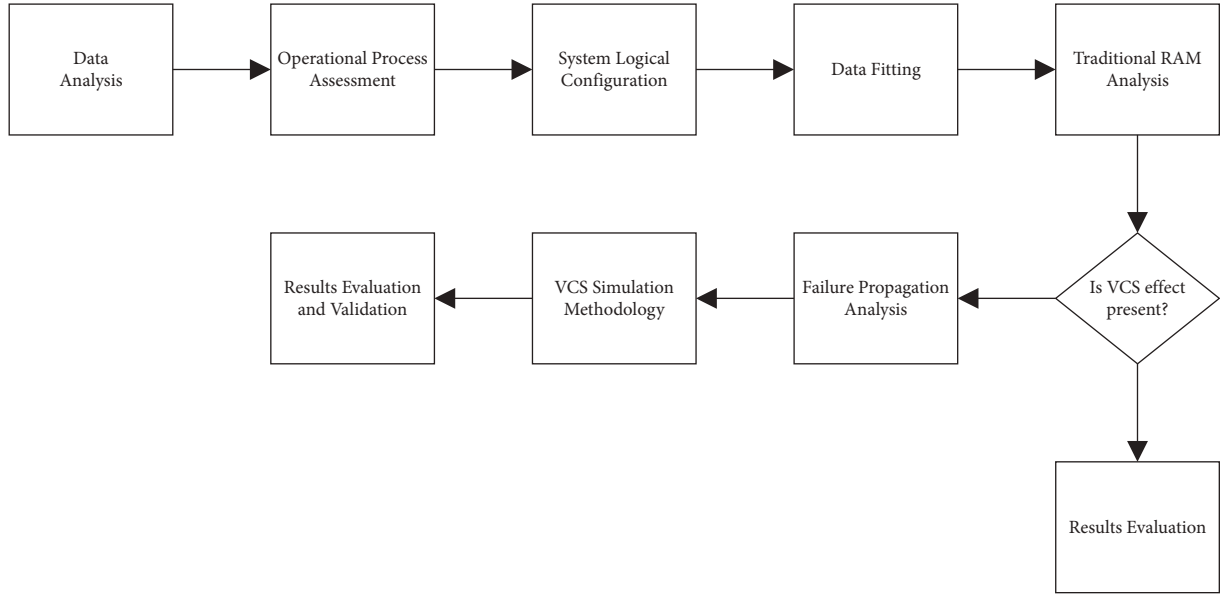 Data
Analysis
Operational Process
Assessment
System Logical
Configuration
Data Fitting
Traditional RAM
Analysis
Is VCS effect
present?
Failure Propagation
Analysis
VCS Simulation
Methodology
Results Evaluation
and Validation
Results Evaluation